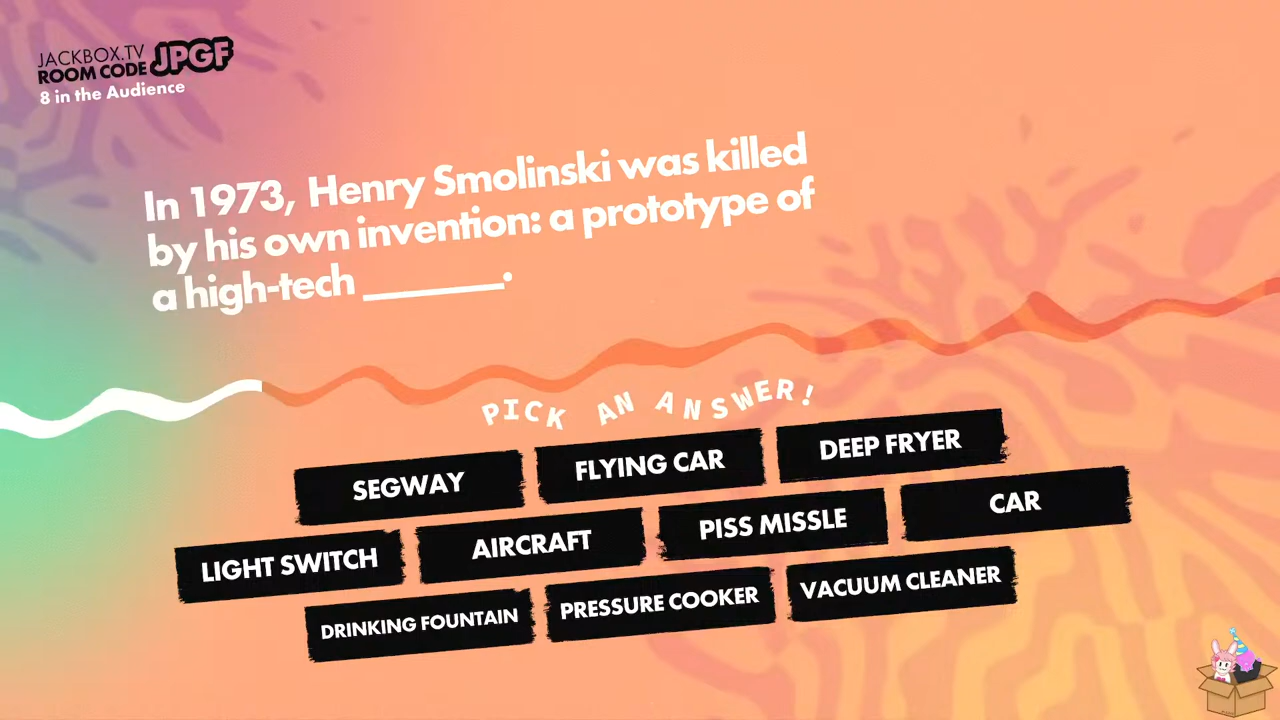 JACKBOX.TV
ROOM CODE JPGF
8 in the Audience
In 1973, Henry Smolinski was killed
by his own invention: a prototype of
a high-tech ______.
PICK AN ANSWER!
SEGWAY
FLYING CAR
DEEP FRYER
LIGHT SWITCH
AIRCRAFT
PISS MISSLE
CAR
DRINKING FOUNTAIN
PRESSURE COOKER
VACUUM CLEANER